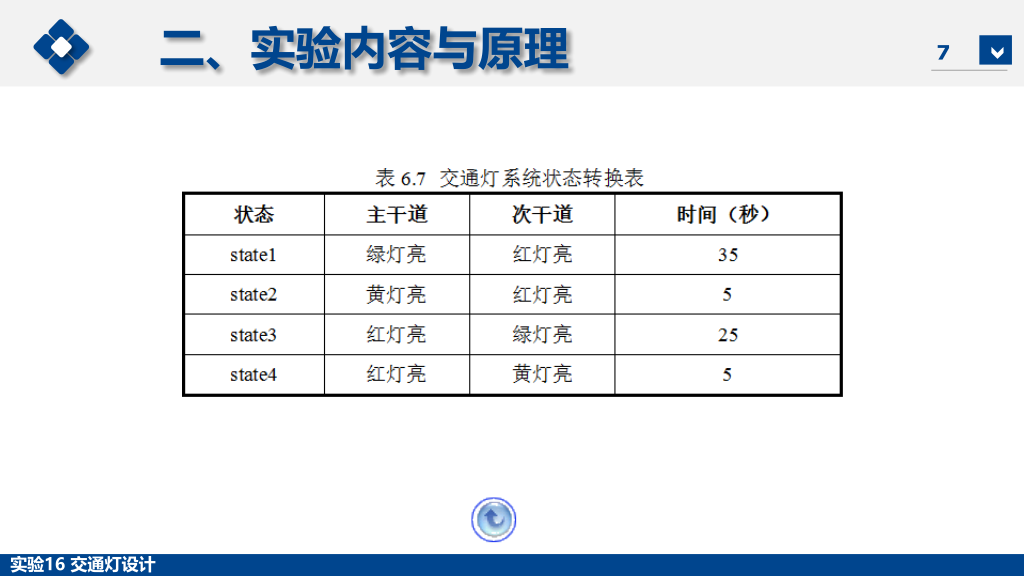 二、实验内容与原理
7
表 6.7 交通灯系统状态转换表
状态 主干道 次干道 时间（秒）
state1 绿灯亮 红灯亮 35
state2 黄灯亮 红灯亮 5
state3 红灯亮 绿灯亮 25
state4 红灯亮 黄灯亮 5
实验16 交通灯设计